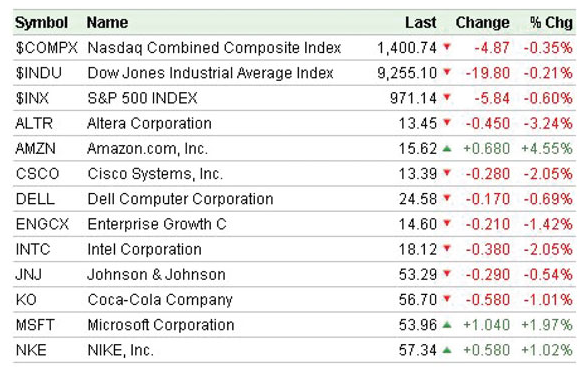 Symbol Name Last Change % Chg
$COMPX Nasdaq Combined Composite Index 1,400.74 ▼ -4.87 -0.35%
$INDU Dow Jones Industrial Average Index 9,255.10 ▼ -19.80 -0.21%
$INX S&P 500 INDEX 971.14 ▼ -5.84 -0.60%
ALTR Altera Corporation 13.45 ▼ -0.450 -3.24%
AMZN Amazon.com, Inc. 15.62 ▲ +0.680 +4.55%
CSCO Cisco Systems, Inc. 13.39 ▼ -0.280 -2.05%
DELL Dell Computer Corporation 24.58 ▼ -0.170 -0.69%
ENGCX Enterprise Growth C 14.60 ▼ -0.210 -1.42%
INTC Intel Corporation 18.12 ▼ -0.380 -2.05%
JNJ Johnson & Johnson 53.29 ▼ -0.290 -0.54%
KO Coca-Cola Company 56.70 ▼ -0.580 -1.01%
MSFT Microsoft Corporation 53.96 ▲ +1.040 +1.97%
NKE NIKE, Inc. 57.34 ▲ +0.580 +1.02%